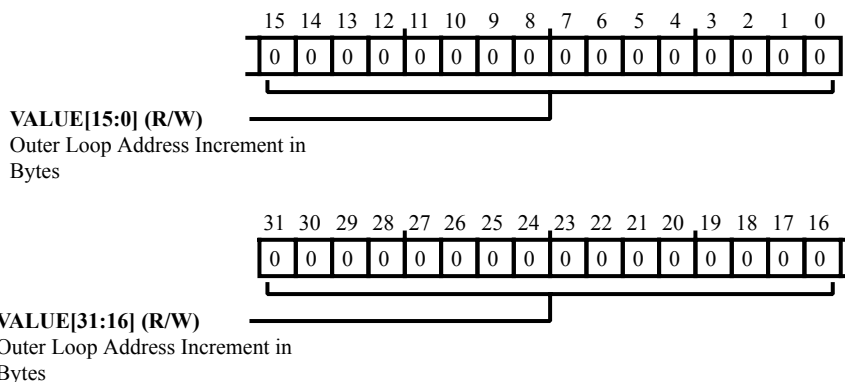 15 14 13 12 11 10 9 8 7 6 5 4 3 2 1 0
0 0 0 0 0 0 0 0 0 0 0 0 0 0 0 0
VALUE[15:0] (R/W)
Outer Loop Address Increment in
Bytes
31 30 29 28 27 26 25 24 23 22 21 20 19 18 17 16
0 0 0 0 0 0 0 0 0 0 0 0 0 0 0 0
VALUE[31:16] (R/W)
Outer Loop Address Increment in
Bytes